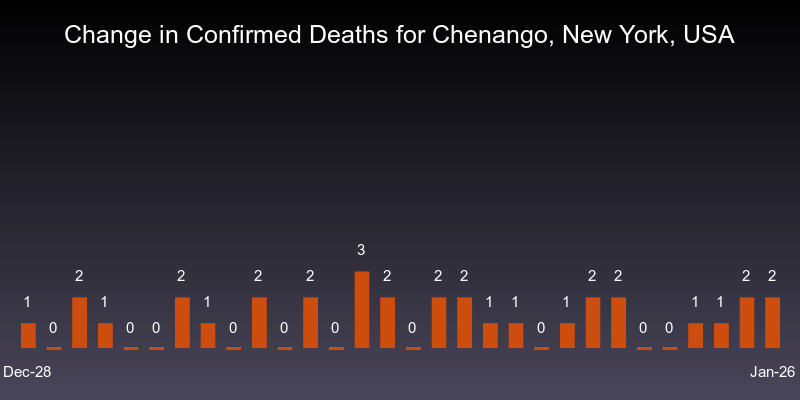 Change in Confirmed Deaths for Chenango, New York, USA
3
2 2 2 2 2 2 2 2 2 2 2 2
1 1 1 1 1 1 1 1
0 0 0 0 0 0 0 0 0
Dec-28 Jan-26